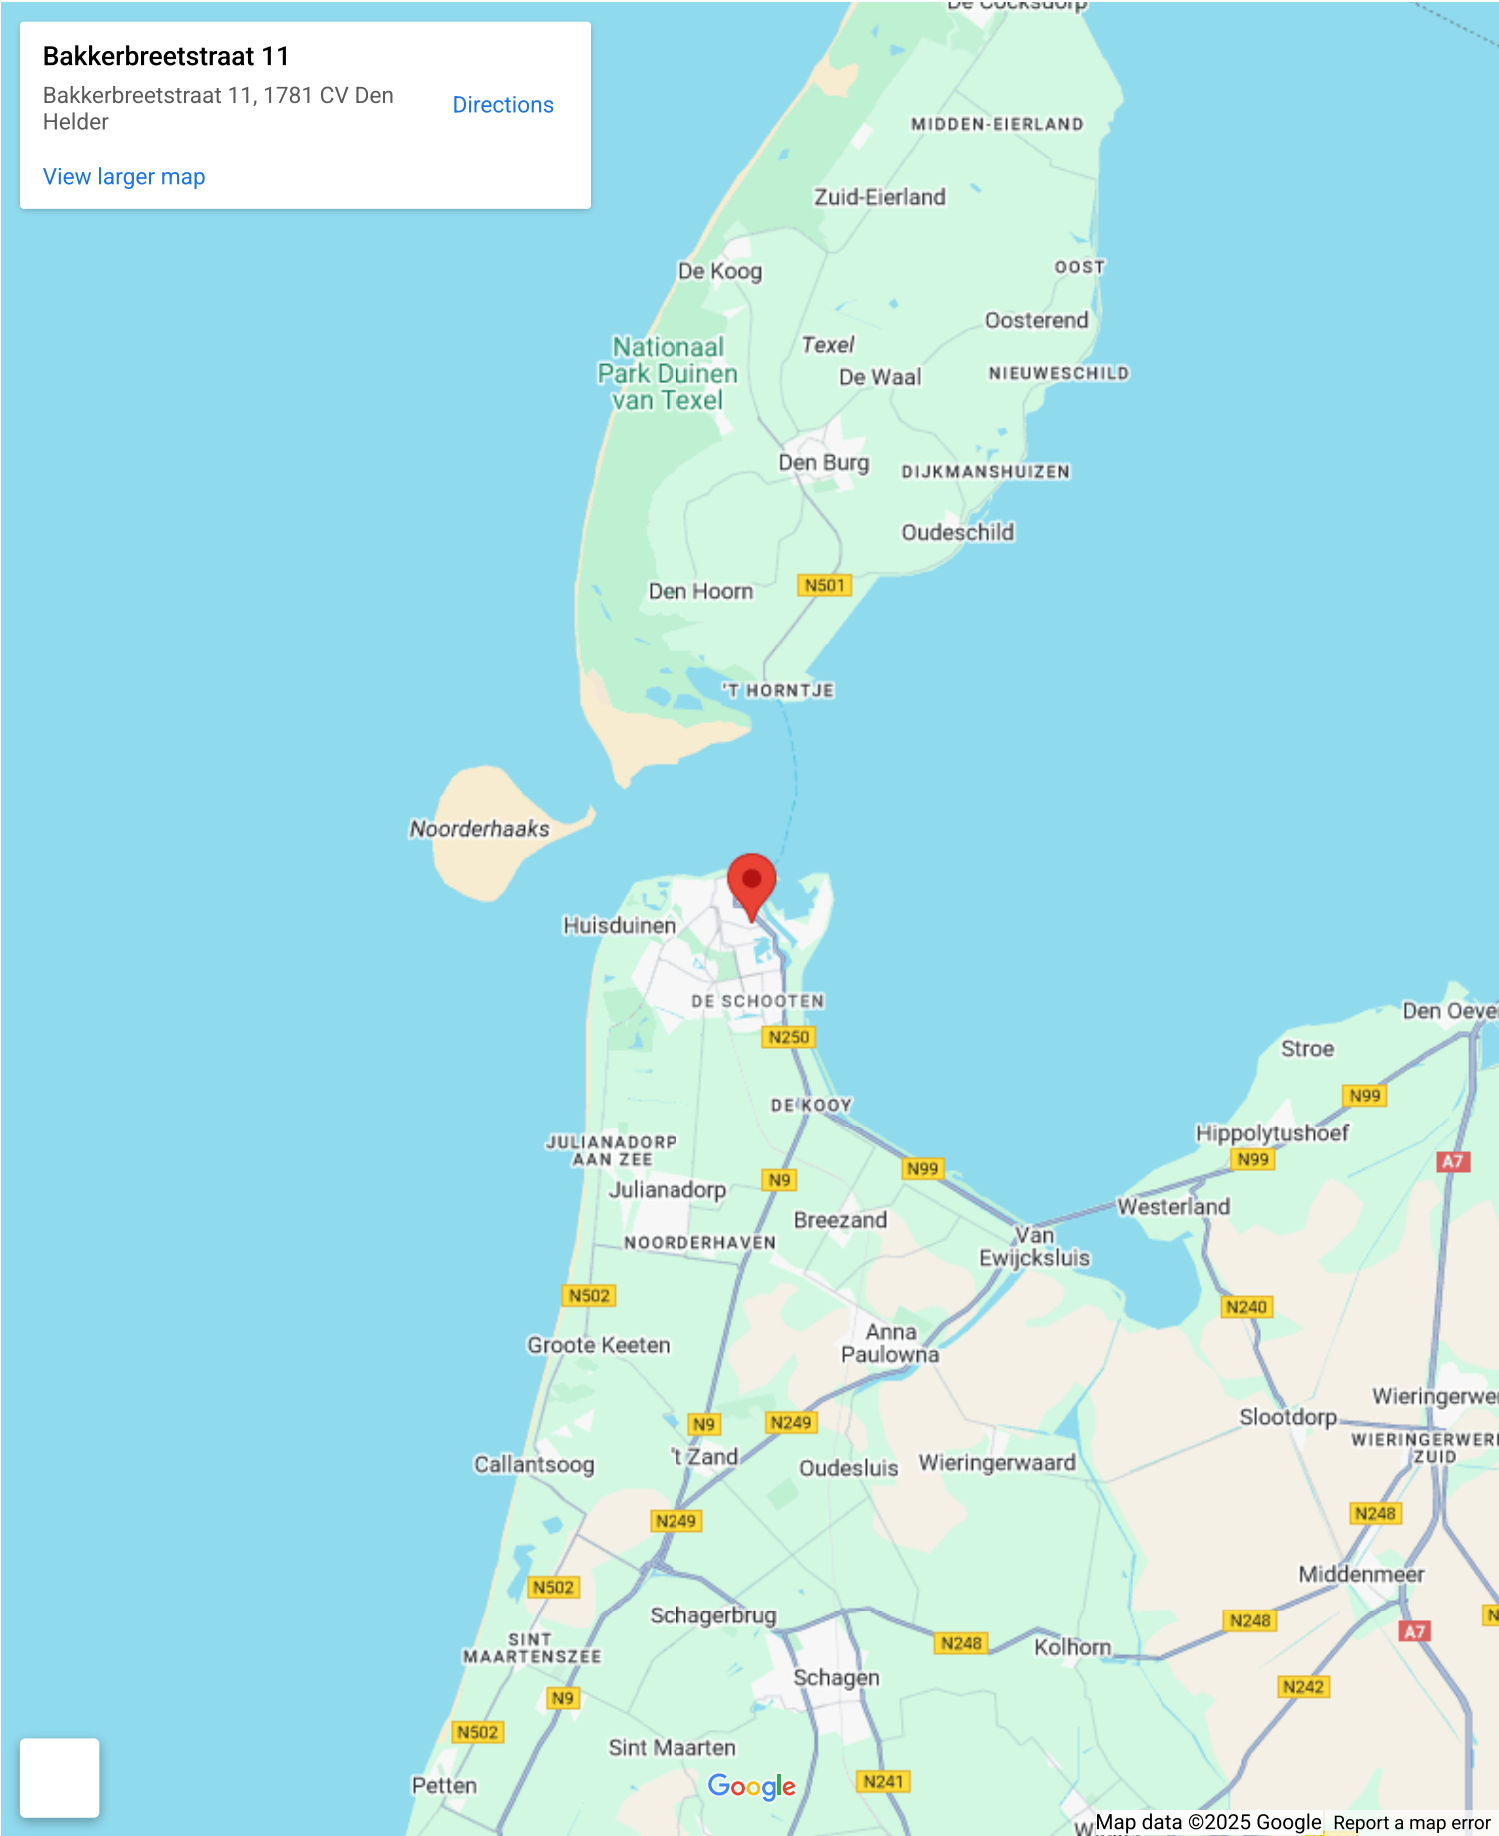 De Cocksdorp
Bakkerbreetstraat 11
Bakkerbreetstraat 11, 1781 CV Den
Helder
Directions
View larger map
MIDDEN-EIERLAND
Zuid-Eierland
De Koog
OOST
Oosterend
Nationaal
Park Duinen
van Texel
Texel
De Waal
NIEUWESCHILD
Den Burg
DIJKMANSHUIZEN
Oudeschild
Den Hoorn
N501
'T HORNTJE
Noorderhaaks
Huisduinen
DE SCHOOTEN
Den Oeve
N250
Stroe
N99
DE KOOY
Hippolytushoef
JULIANADORP
AAN ZEE
N99
A7
N99
N9
Julianadorp
Westerland
Breezand
Van
Ewijcksluis
NOORDERHAVEN
N502
N240
Groote Keeten
Anna
Paulowna
Wieringerwe
Slootdorp
N9
N249
WIERINGERWER
ZUID
't Zand
Callantsoog
Oudesluis
Wieringerwaard
N249
N248
N502
Middenmeer
Schagerbrug
N248
N
N248
A7
SINT
MAARTENSZEE
Kolhorn
Schagen
N242
N9
N502
Sint Maarten
Petten
Google
N241
Map data ©2025 Google
Report a map error